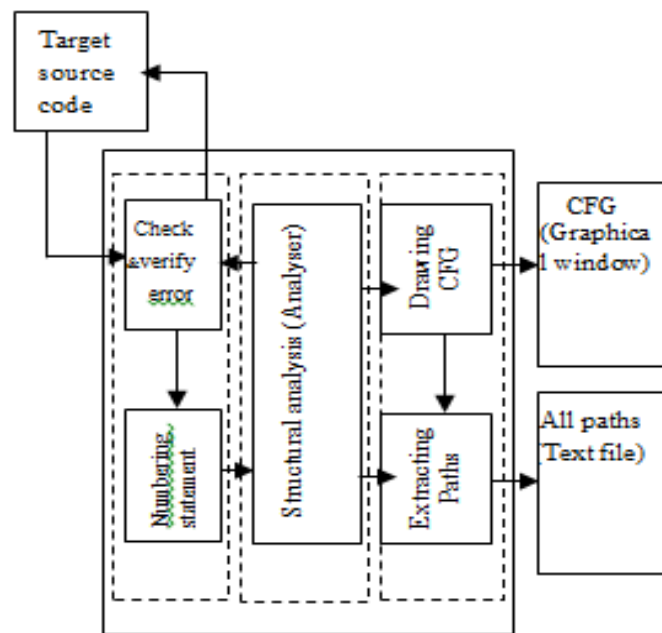 Target
source
code
Check
&verify
error
Numbering
statement
Structural analysis (Analyser)
Drawing
CFG
Extracting
Paths
CFG
(Graphica
l window)
All paths
(Text file)